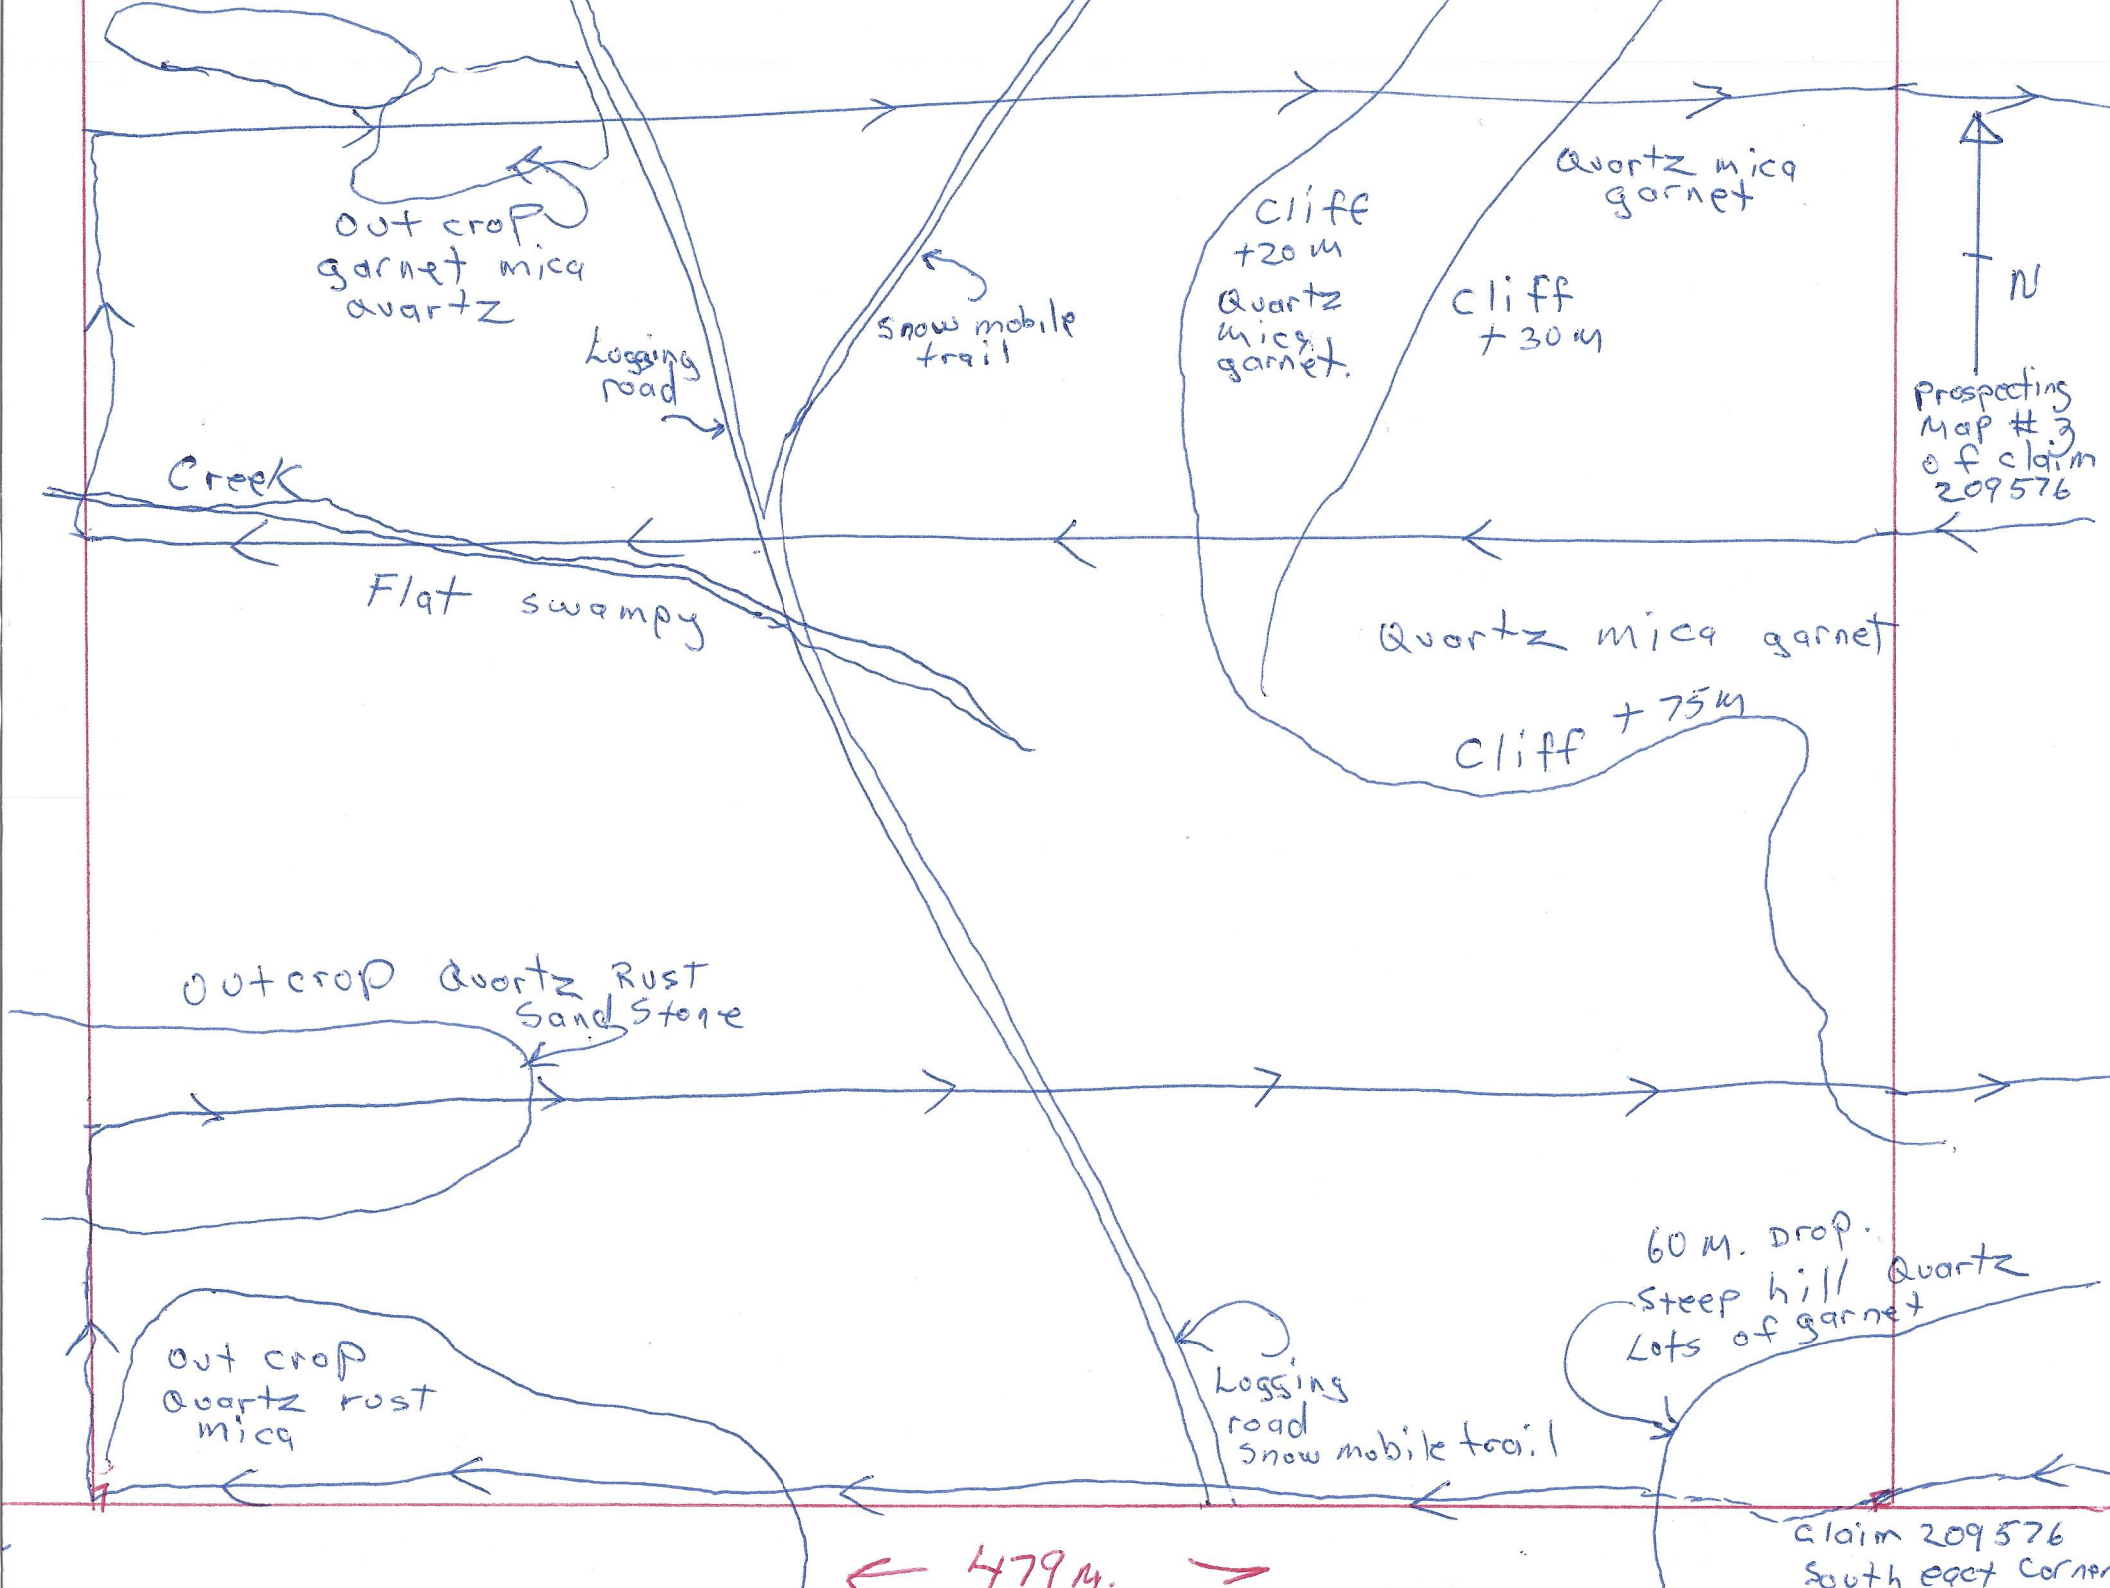 Quartz mica
garnet
Cliff
+20 M
Quartz
mica
garnet.
Out crop
garnet mica
quartz
Cliff
+ 30 M
N
Snow mobile
trail
Logging
road
Prospecting
Map # 3
of claim
209576
Creek
Flat swampy
Quartz mica garnet
Cliff + 75 M
Outcrop Quartz Rust
Sand Stone
60 M. Drop.
Steep hill Quartz
Lots of garnet
Out crop
Quartz rust
mica
Logging
road
Snow mobile trail
Claim 209576
South east Corner
← 479 M. →